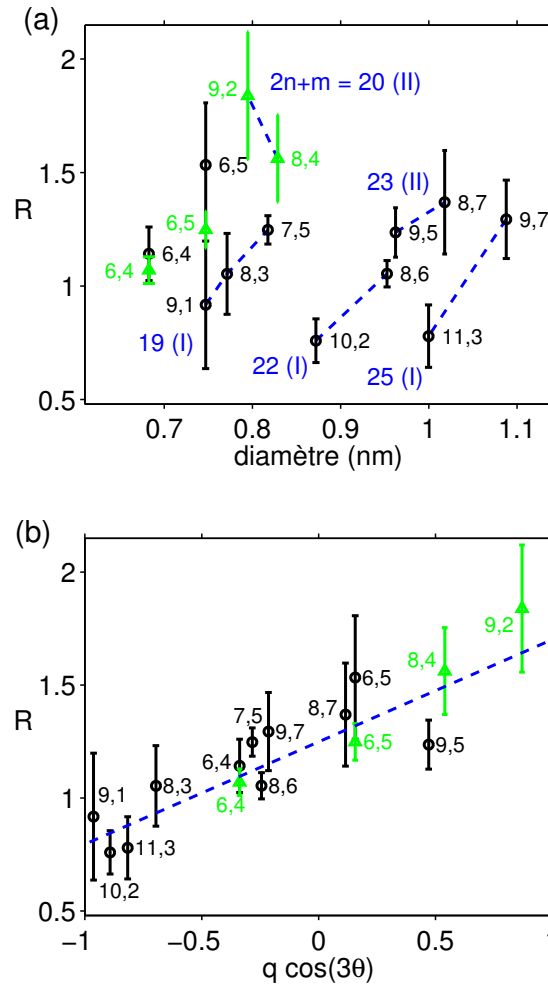 (a)
2
1.5
1
0.5
R
9,2
2n+m = 20 (II)
8,4
6,5
23 (II)
6,5
7,5
8,7
9,7
6,4
9,5
6,4
8,3
8,6
9,1
19 (I)
10,2
11,3
22 (I)
25 (I)
0.7 0.8 0.9 1 1.1
diamètre (nm)
(b)
2
1.5
1
0.5
R
9,2
8,4
6,5
8,7
7,5
9,7
6,5
9,5
6,4
9,1
8,3
8,6
6,4
11,3
10,2
−1 −0.5 0 0.5 1
q cos(3θ)